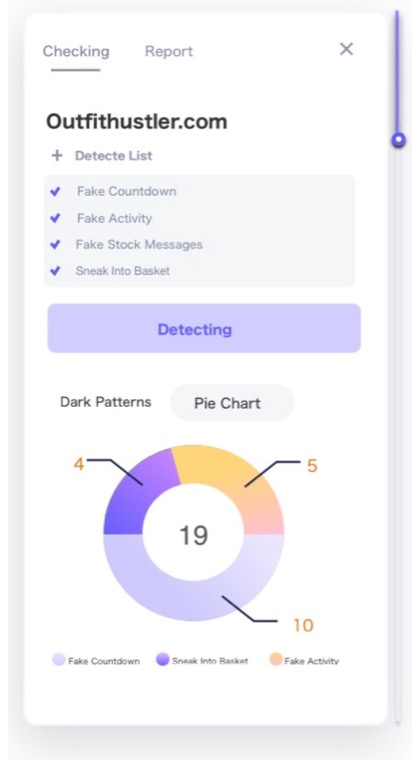 Checking Report
Outfithustler.com
Detecte List
Fake Countdown
Fake Activity
Fake Stock Messages
Sneak Into Basket
Detecting
Dark Patterns Pie Chart
4
5
19
10
Fake Countdown Sneak Into Basket Fake Activity